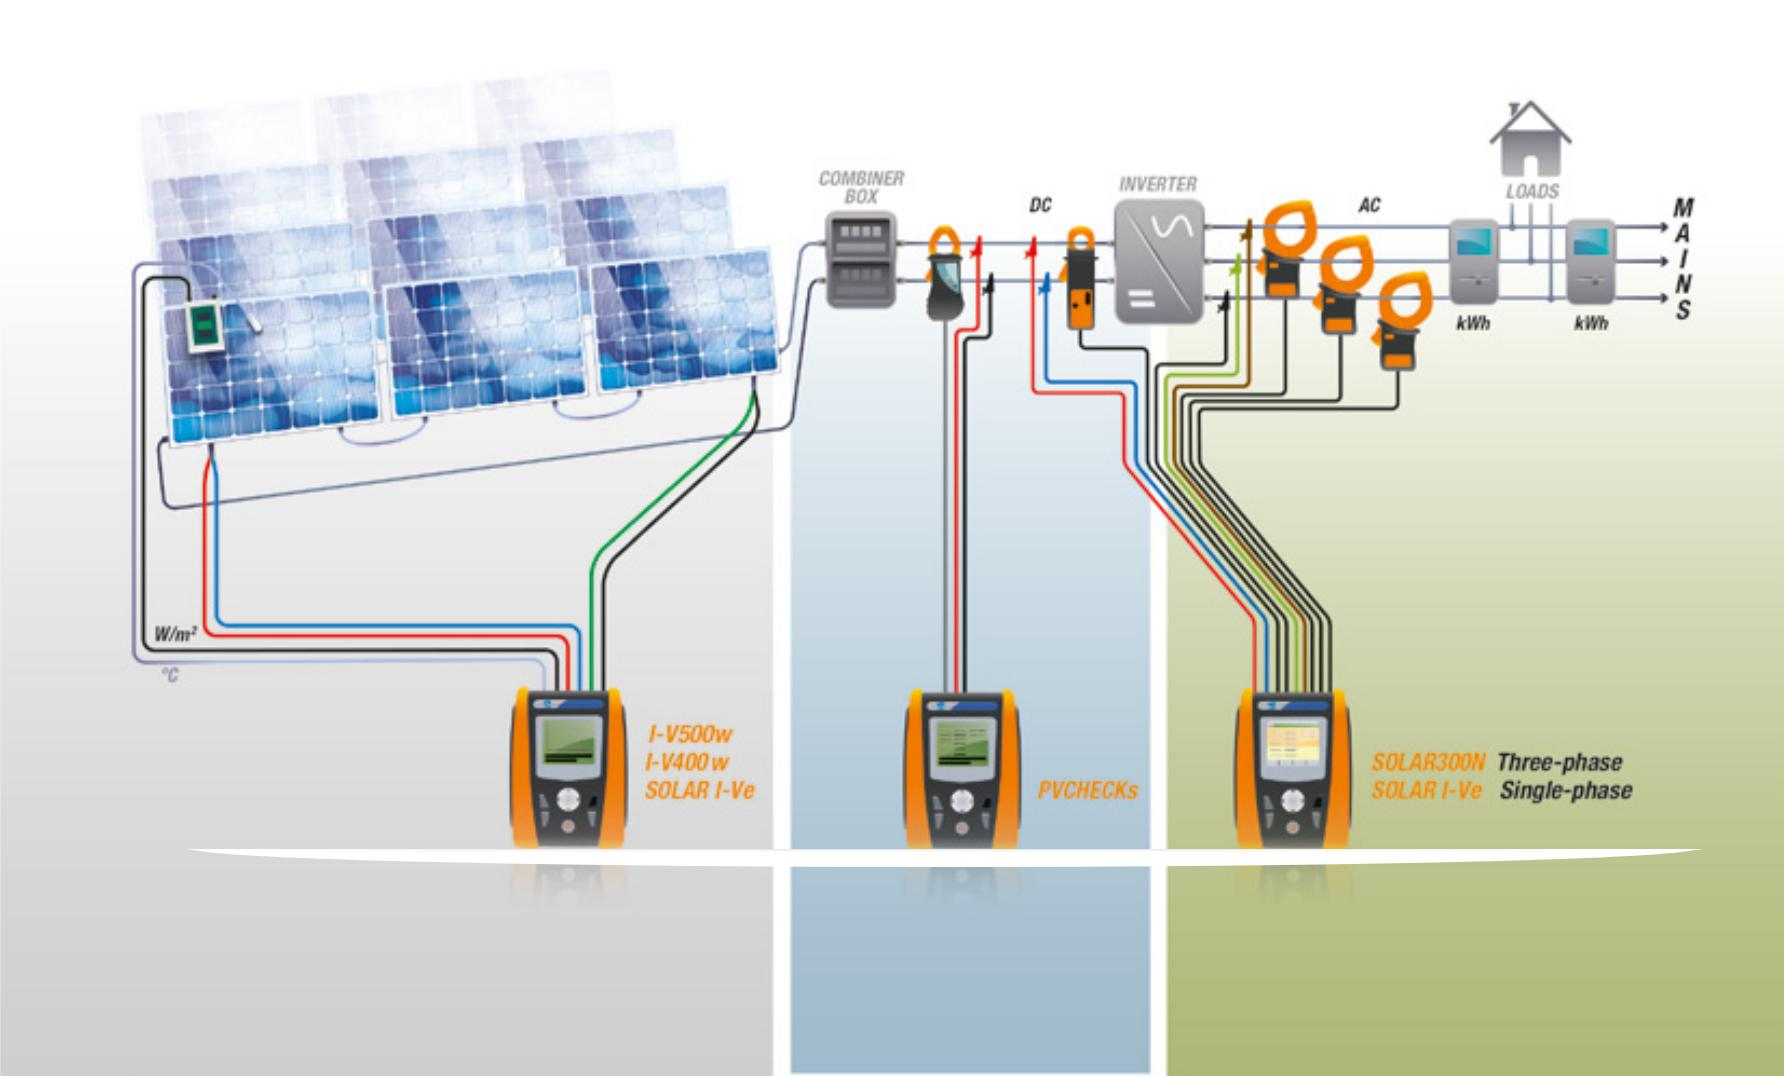 COMBINER
BOX
DC
INVERTER
AC
LOADS
MAINS
kWh
kWh
W/m²
°C
I-V500w
I-V400w
SOLAR I-Ve
PVCHECKs
SOLAR300N Three-phase
SOLAR I-Ve Single-phase